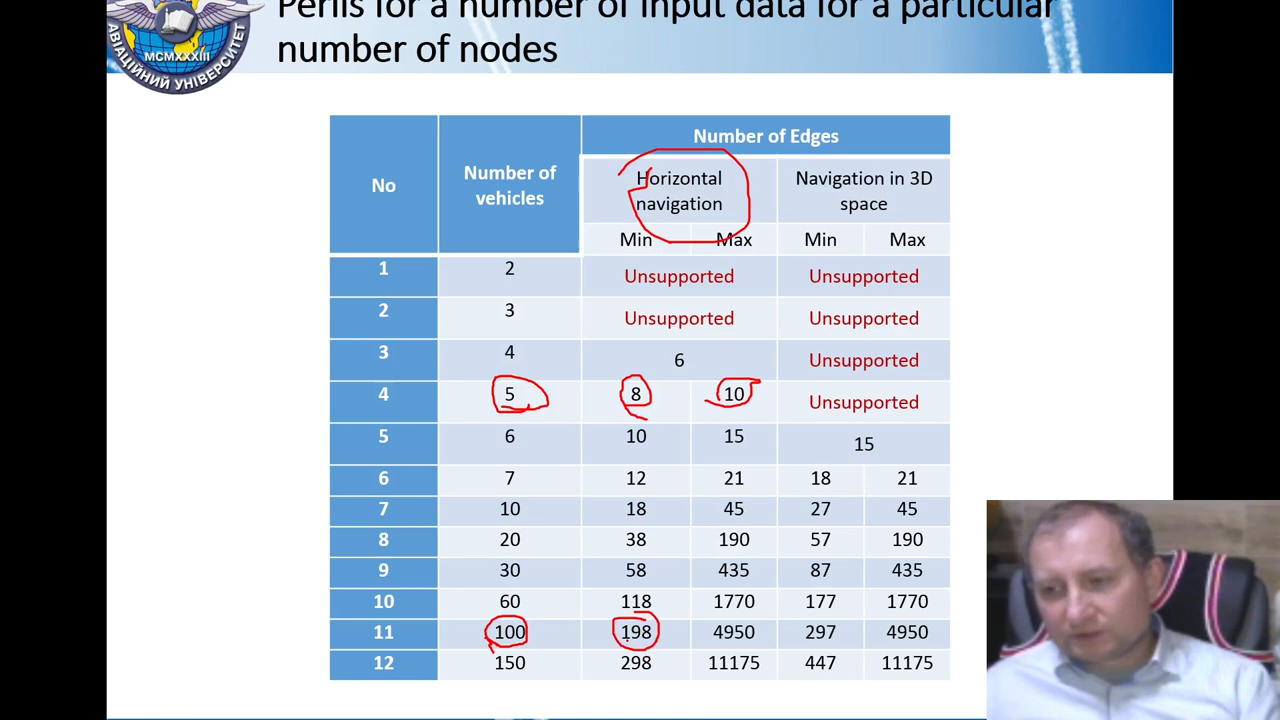 Perils for a number of input data for a particular
number of nodes
АВІАЦІЙНИЙ УНІВЕРСИТЕТ
MCMXXXIII
No Number of vehicles Number of Edges
Horizontal navigation Navigation in 3D space
Min Max Min Max
1 2 Unsupported Unsupported
2 3 Unsupported Unsupported
3 4 6 Unsupported
4 5 8 10 Unsupported
5 6 10 15 15
6 7 12 21 18 21
7 10 18 45 27 45
8 20 38 190 57 190
9 30 58 435 87 435
10 60 118 1770 177 1770
11 100 198 4950 297 4950
12 150 298 11175 447 11175